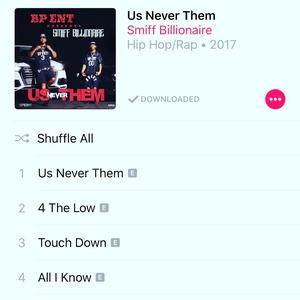 BP ENT
PRESENTS
SMIFF BILLIONAIRE
US NEVER THEM
Us Never Them
Smiff Billionaire
Hip Hop/Rap • 2017
DOWNLOADED
Shuffle All
1 Us Never Them E
2 4 The Low E
3 Touch Down E
4 All I Know E